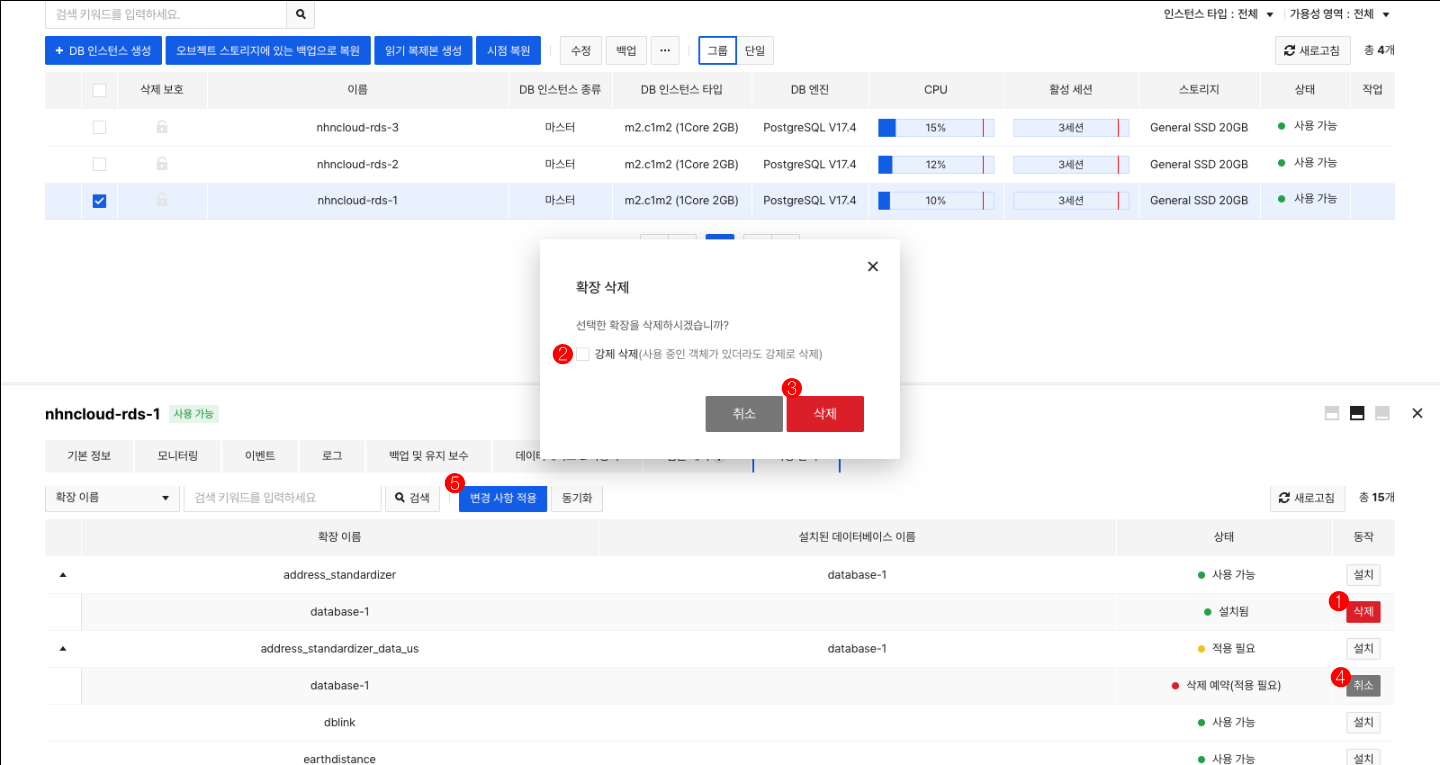 검색 키워드를 입력하세요.
인스턴스 타입 : 전체 가용성 영역 : 전체
+ DB 인스턴스 생성 오브젝트 스토리지에 있는 백업으로 복원 읽기 복제본 생성 시점 복원 수정 백업 ··· 그룹 단일 새로고침 총 4개
삭제 보호 이름 DB 인스턴스 종류 DB 인스턴스 타입 DB 엔진 CPU 활성 세션 스토리지 상태 작업
nhncloud-rds-3 마스터 m2.c1m2 (1Core 2GB) PostgreSQL V17.4 15% 3세션 General SSD 20GB 사용 가능
nhncloud-rds-2 마스터 m2.c1m2 (1Core 2GB) PostgreSQL V17.4 12% 3세션 General SSD 20GB 사용 가능
nhncloud-rds-1 마스터 m2.c1m2 (1Core 2GB) PostgreSQL V17.4 10% 3세션 General SSD 20GB 사용 가능
확장 삭제
선택한 확장을 삭제하시겠습니까?
2 강제 삭제(사용 중인 객체가 있더라도 강제로 삭제)
3
취소 삭제
nhncloud-rds-1 사용 가능
기본 정보 모니터링 이벤트 로그 백업 및 유지 보수
5
확장 이름 검색 키워드를 입력하세요 검색 변경 사항 적용 동기화 새로고침 총 15개
확장 이름 설치된 데이터베이스 이름 상태 동작
address_standardizer database-1 사용 가능 설치
database-1 설치됨 1 삭제
address_standardizer_data_us database-1 적용 필요 설치
database-1 삭제 예약(적용 필요) 4 취소
dblink 사용 가능 설치
earthdistance 사용 가능 설치